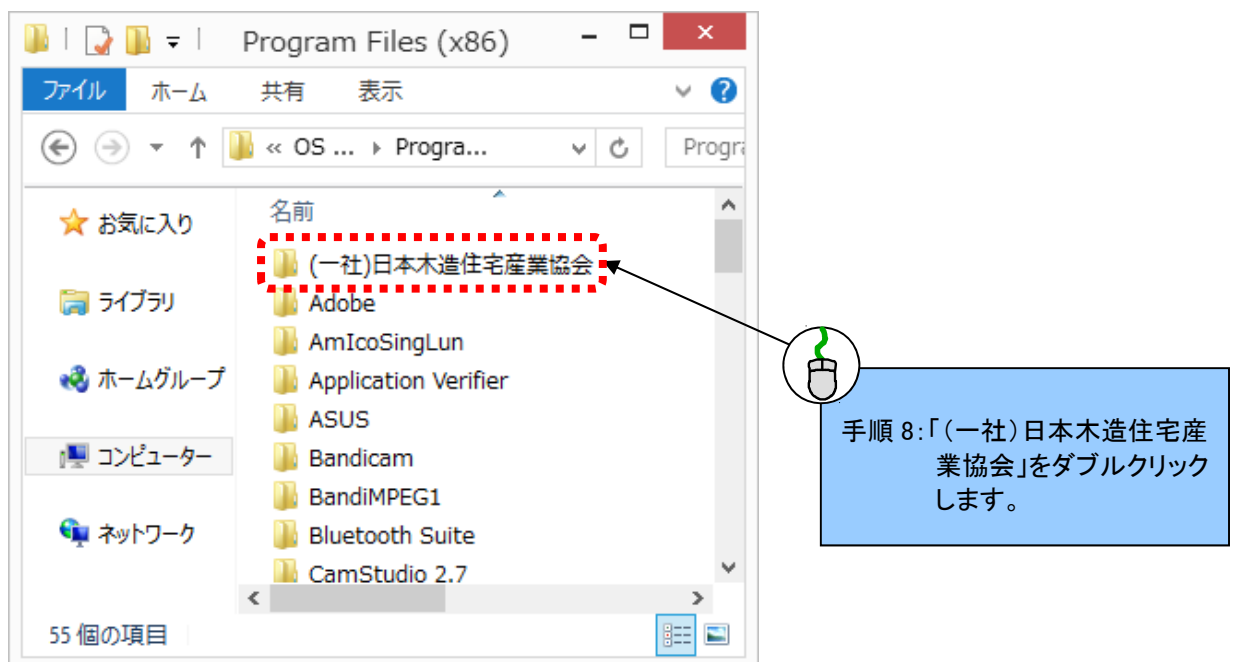 Program Files (x86)
ファイル ホーム 共有 表示
« OS ... Progra... Progra
お気に入り
ライブラリ
ホームグループ
コンピューター
ネットワーク
名前
(一社)日本木造住宅産業協会
Adobe
AmIcoSingLun
Application Verifier
ASUS
Bandicam
BandiMPEG1
Bluetooth Suite
CamStudio 2.7
55 個の項目
手順 8:「(一社)日本木造住宅産
業協会」をダブルクリック
します。